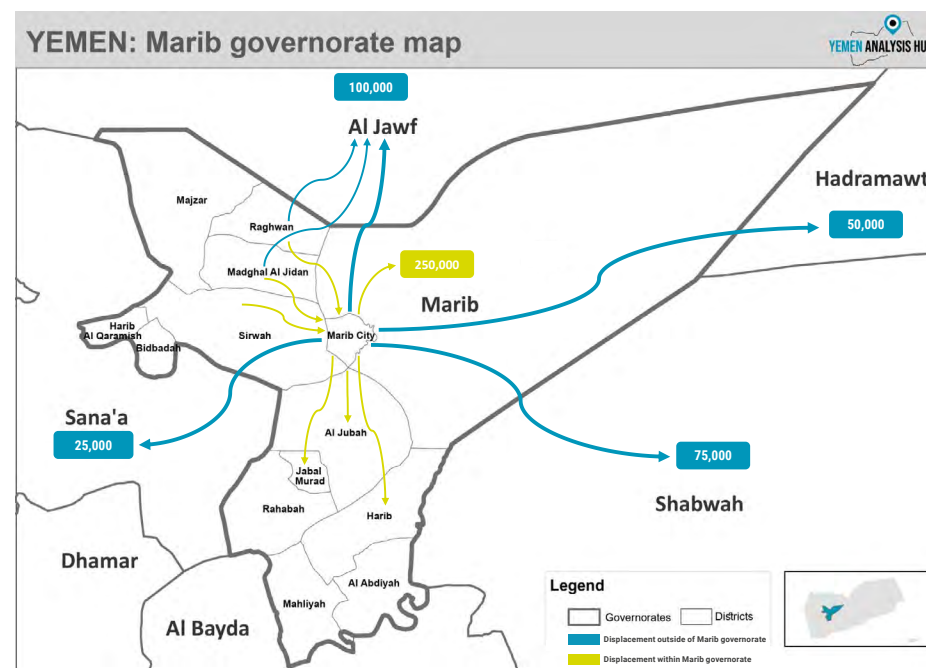 YEMEN: Marib governorate map
YEMEN ANALYSIS HU
100,000
Al Jawf
Hadramawt
50,000
Majzar
Raghwan
Madghal Al Jidan
250,000
Marib
Harib
Al Qaramish
Bidbadah
Sirwah
Marib City
Sana'a
25,000
Al Jubah
75,000
Jabal
Murad
Rahabah
Harib
Shabwah
Dhamar
Al Abdiyah
Mahliyah
Al Bayda
Legend
Governorates
Districts
Displacement outside of Marib governorate
Displacement within Marib governorate